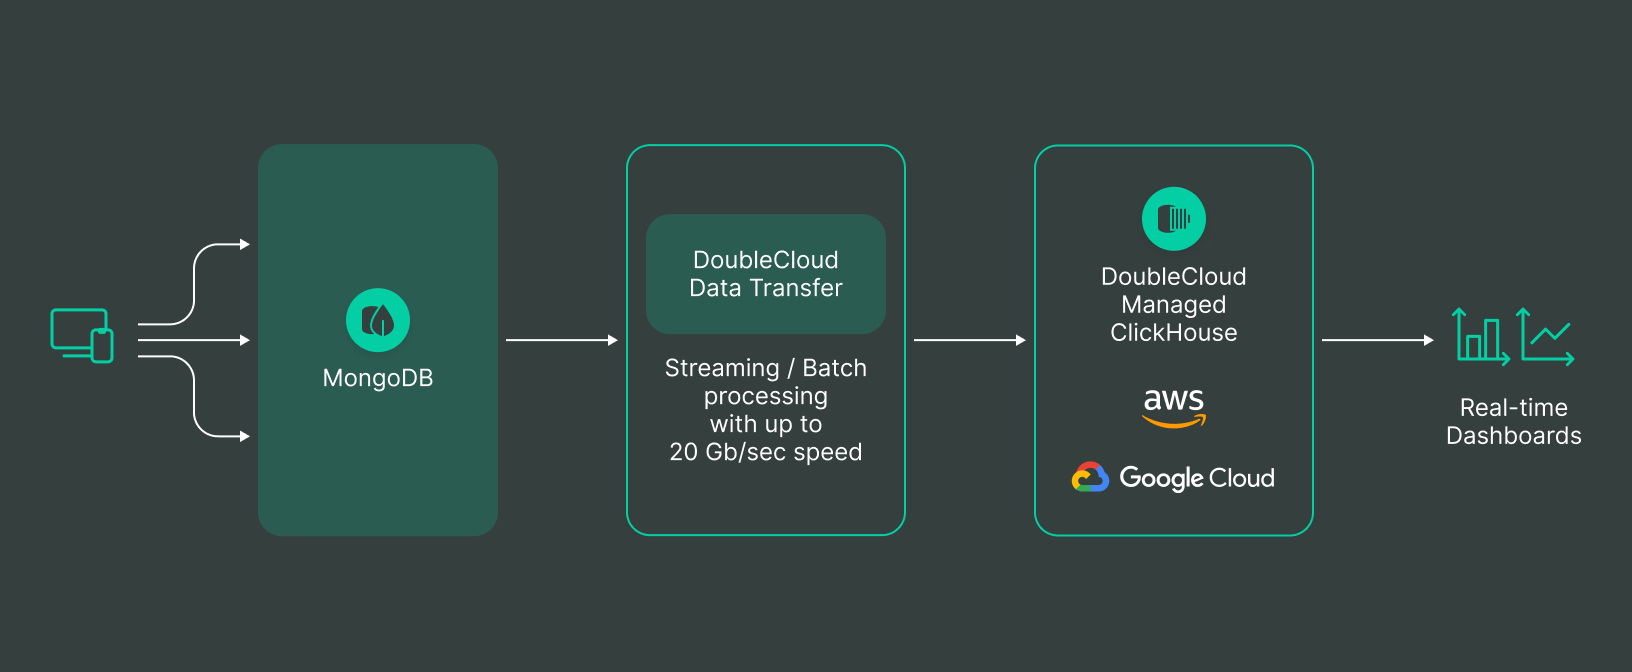 MongoDB
DoubleCloud
Data Transfer
Streaming / Batch
processing
with up to
20 Gb/sec speed
DoubleCloud
Managed
ClickHouse
aws
Google Cloud
Real-time
Dashboards